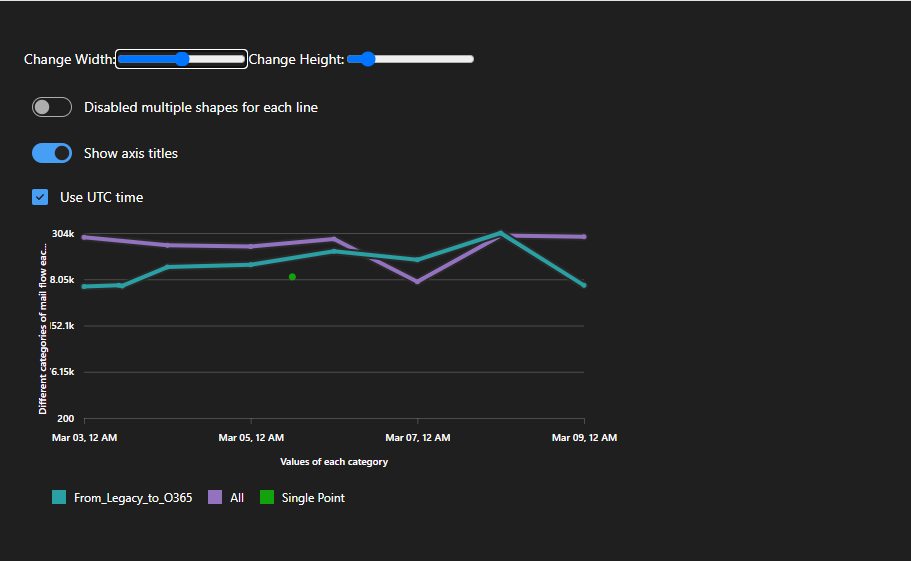 Change Width: Change Height:
Disabled multiple shapes for each line
Show axis titles
Use UTC time
304k
8.05k
52.1k
6.15k
200
Different categories of mail flow eac...
Mar 03, 12 AM Mar 05, 12 AM Mar 07, 12 AM Mar 09, 12 AM
Values of each category
From_Legacy_to_O365 All Single Point